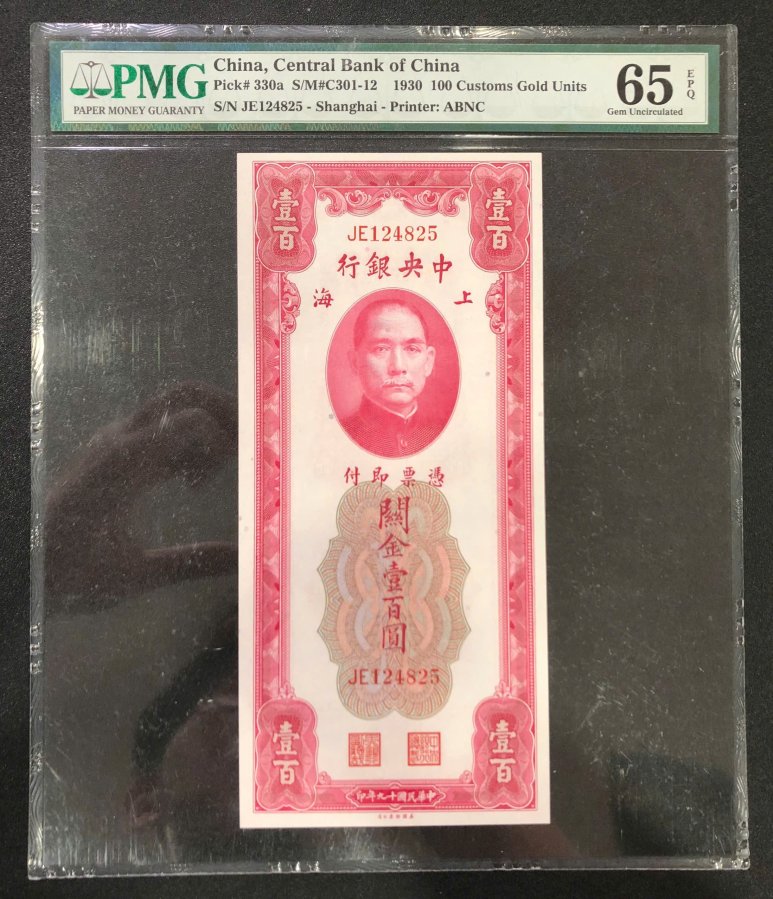 PMG
PAPER MONEY GUARANTY
China, Central Bank of China
Pick# 330a S/M#C301-12 1930 100 Customs Gold Units
S/N JE124825 - Shanghai - Printer: ABNC
65 EPQ
Gem Uncirculated
壹百 壹百
JE124825
行銀央中
海 上
付即票憑
關金壹百圓
JE124825
壹百 壹百
印年九十國民華中